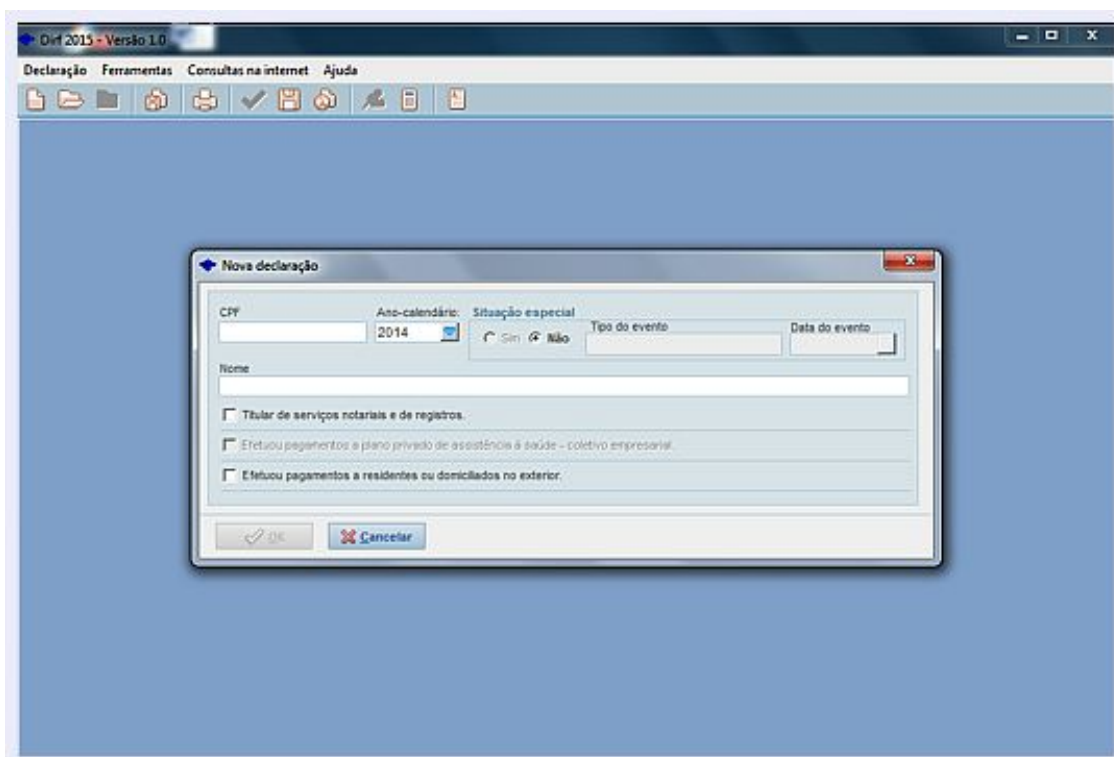 Dirf 2015 - Versão 1.0
Declaração Ferramentas Consultas na internet Ajuda
Nova declaração
CPF Ano-calendário: Situação especial Tipo do evento Data do evento
2014 Sim Não
Nome
Titular de serviços notariais e de registros.
Efetuou pagamentos a plano privado de assistência à saúde - coletivo empresarial.
Efetuou pagamentos a residentes ou domiciliados no exterior.
OK Cancelar